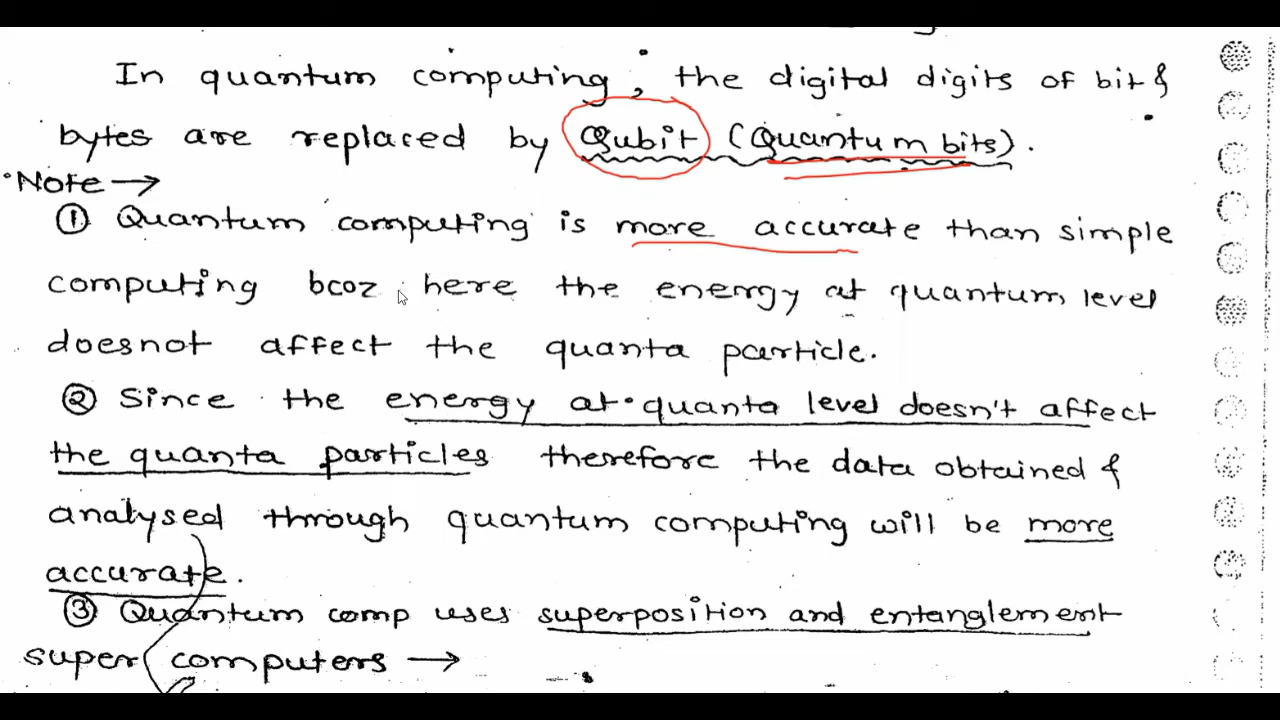 In quantum computing, the digital digits of bit &
bytes are replaced by Qubit (Quantum bits).
Note →
① Quantum computing is more accurate than simple
computing bcoz here the energy at quantum level
doesnot affect the quanta particle.
② Since the energy at quanta level doesn't affect
the quanta particles therefore the data obtained &
analysed through quantum computing will be more
accurate.
③ Quantum comp uses superposition and entanglement
super computers →